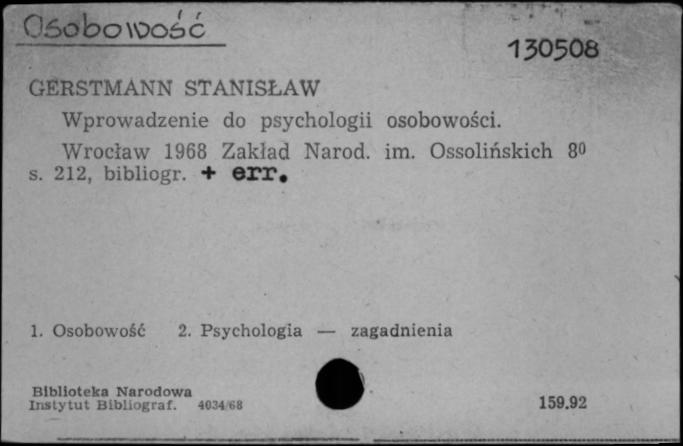 Osobowość
130508
GERSTMANN STANISŁAW
Wprowadzenie do psychologii osobowości.
Wrocław 1968 Zakład Narod. im. Ossolińskich 8⁰
s. 212, bibliogr. + err.
1. Osobowość 2. Psychologia — zagadnienia
Biblioteka Narodowa
Instytut Bibliograf. 4034/68
159.92